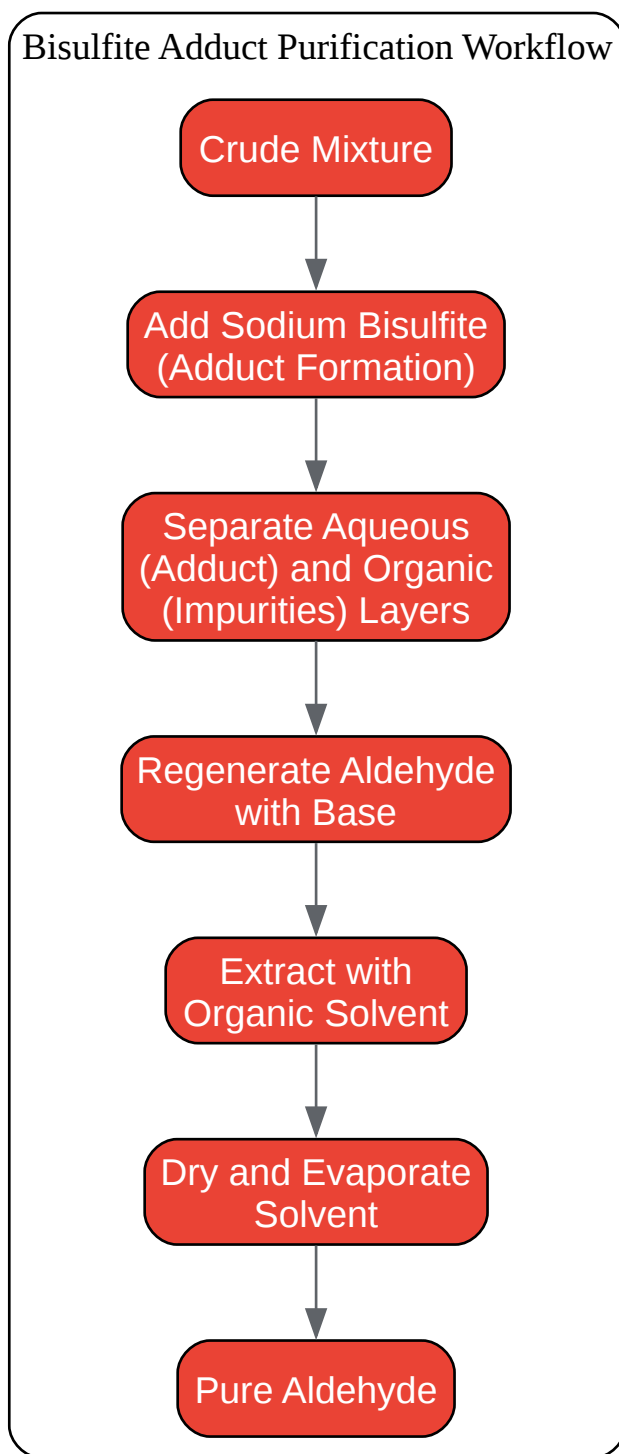 Bisulfite Adduct Purification Workflow
Crude Mixture
Add Sodium Bisulfite
(Adduct Formation)
Separate Aqueous
(Adduct) and Organic
(Impurities) Layers
Regenerate Aldehyde
with Base
Extract with
Organic Solvent
Dry and Evaporate
Solvent
Pure Aldehyde